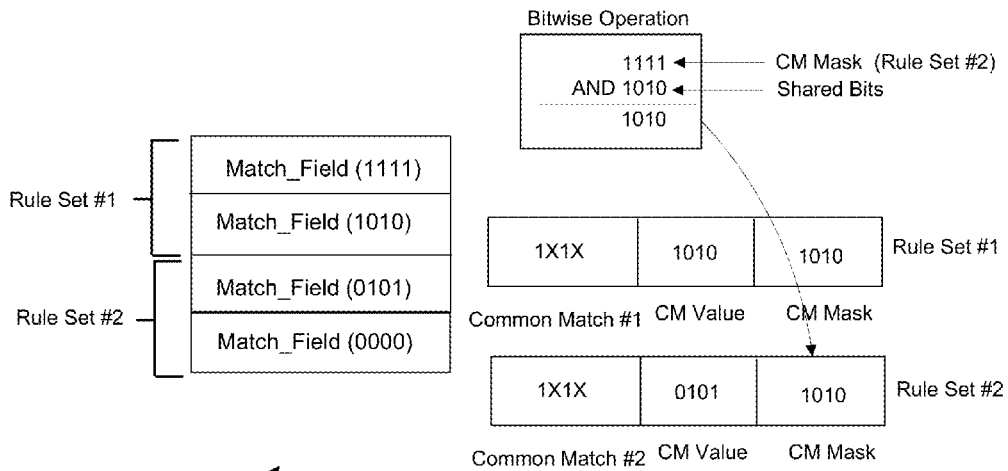 Bitwise Operation
1111
CM Mask (Rule Set #2)
AND 1010
Shared Bits
1010
Rule Set #1
Match_Field (1111)
Match_Field (1010)
Rule Set #2
Match_Field (0101)
Match_Field (0000)
1X1X 1010 1010 Rule Set #1
Common Match #1 CM Value CM Mask
1X1X 0101 1010 Rule Set #2
Common Match #2 CM Value CM Mask